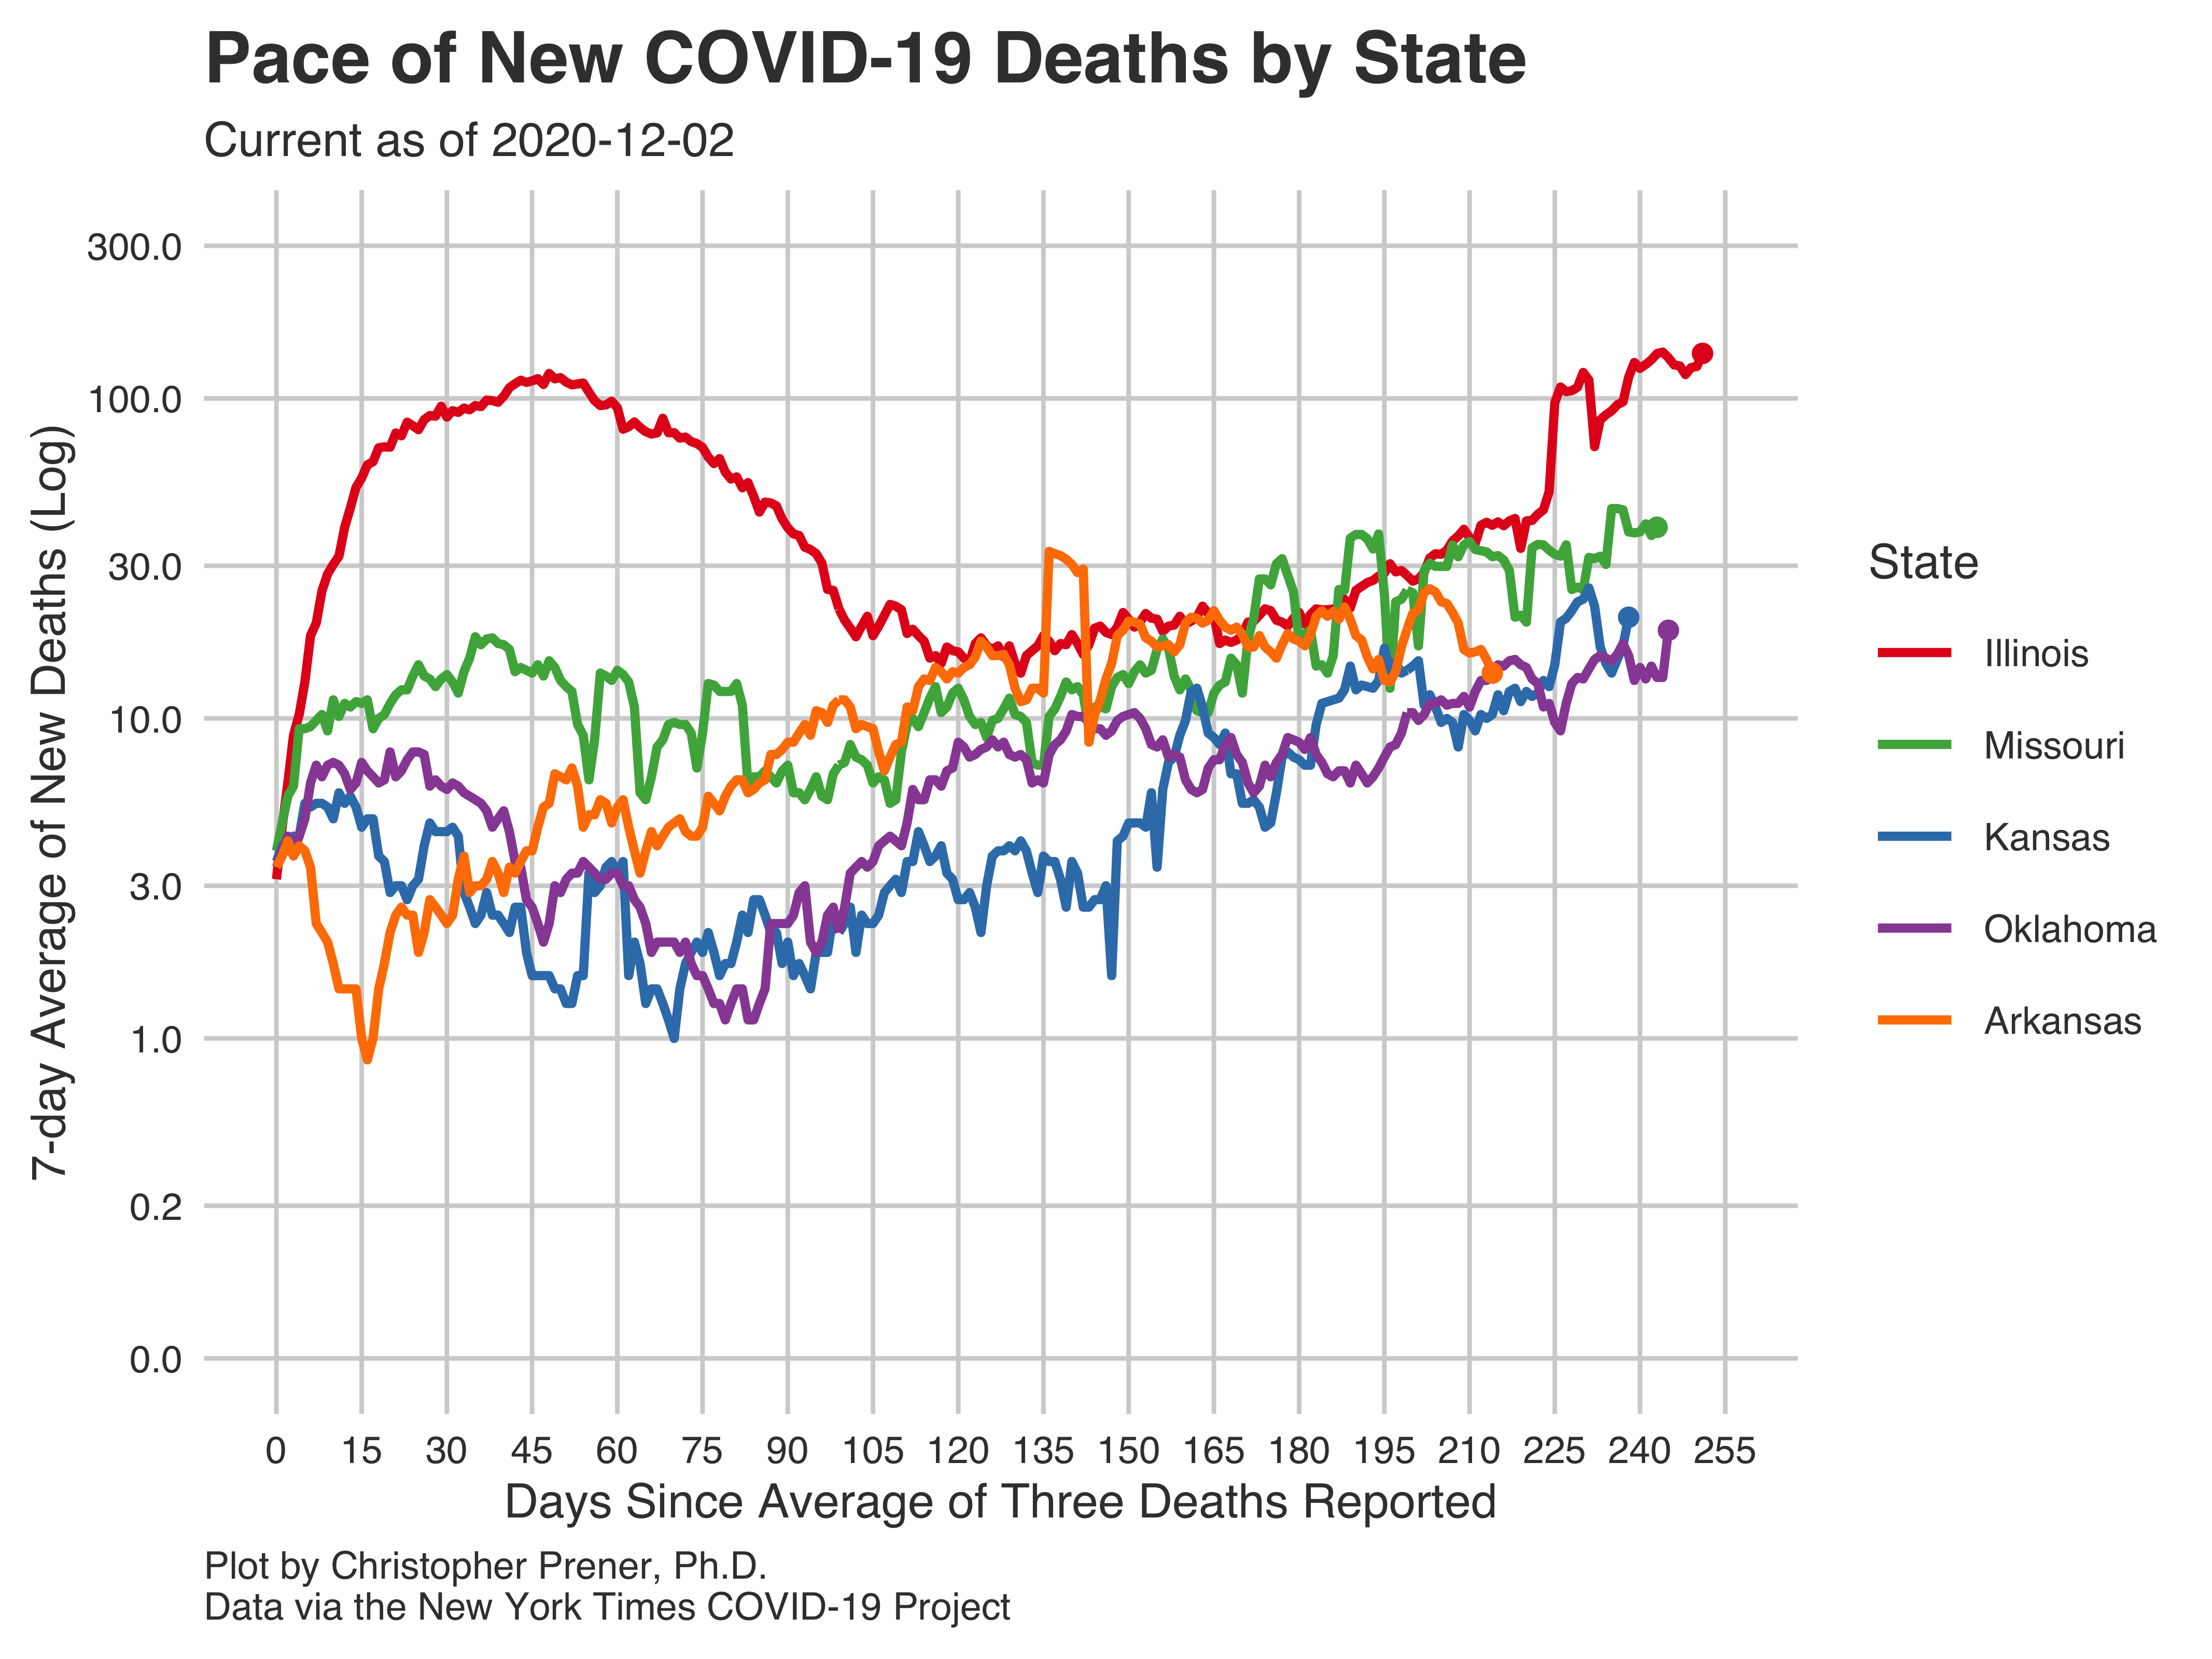 Pace of New COVID-19 Deaths by State
Current as of 2020-12-02
7-day Average of New Deaths (Log)
300.0
100.0
30.0
10.0
3.0
1.0
0.2
0.0
0 15 30 45 60 75 90 105 120 135 150 165 180 195 210 225 240 255
Days Since Average of Three Deaths Reported
State
Illinois
Missouri
Kansas
Oklahoma
Arkansas
Plot by Christopher Prener, Ph.D.
Data via the New York Times COVID-19 Project